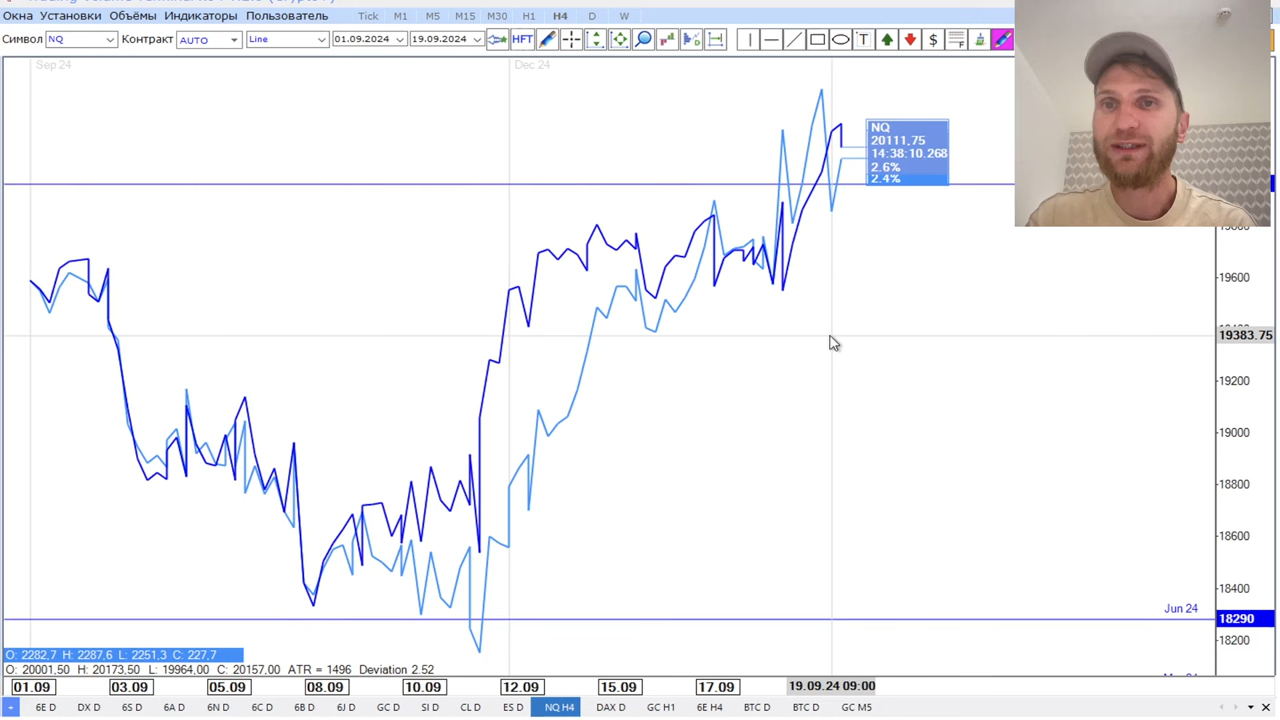 Окна Установки Объёмы Индикаторы Пользователь Tick M1 M5 M15 M30 H1 H4 D W
Символ NQ Контракт AUTO Line 01.09.2024 19.09.2024 HFT T $ F
Sep 24 Dec 24
NQ
20111,75
14:38:10.268
2.6%
2.4%
19600
19383.75
19200
19000
18800
18600
18400
Jun 24
18290
18200
O: 2282,7 H: 2287,6 L: 2251,3 C: 227,7
O: 20001,50 H: 20173,50 L: 19964,00 C: 20157,00 ATR = 1496 Deviation 2.52
01.09 03.09 05.09 08.09 10.09 12.09 15.09 17.09 19.09.24 09:00
+ 6E D DX D 6S D 6A D 6N D 6C D 6B D 6J D GC D SI D CL D ES D NQ H4 DAX D GC H1 6E H4 BTC D BTC D GC M5